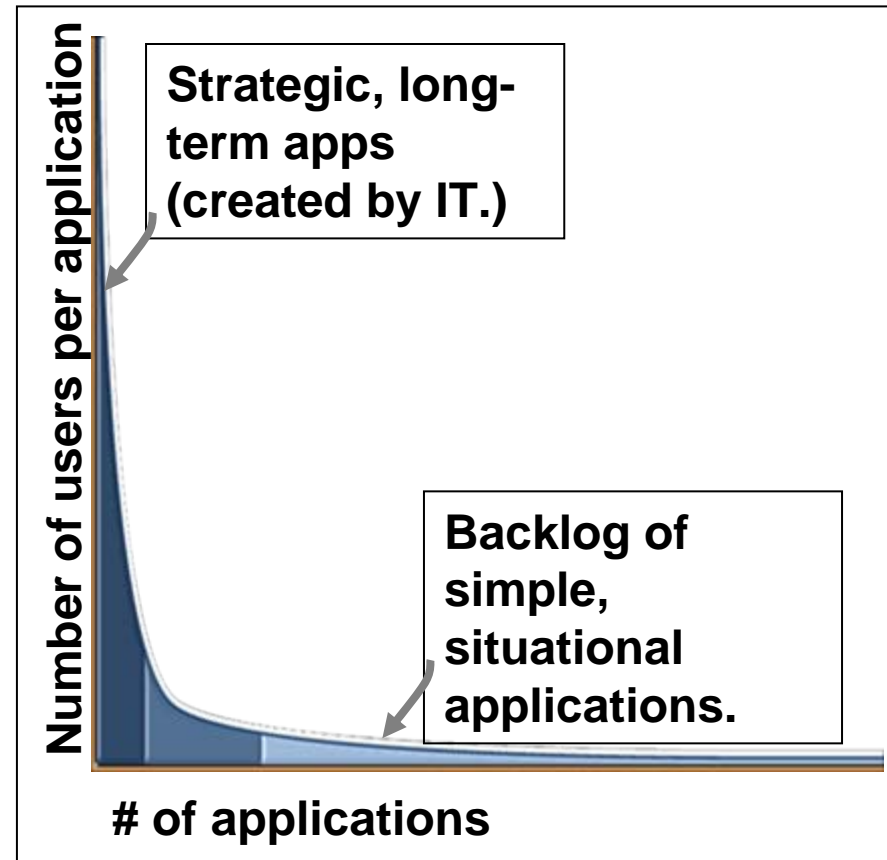 Number of users per application
Strategic, long-
term apps
(created by IT.)
Backlog of
simple,
situational
applications.
# of applications